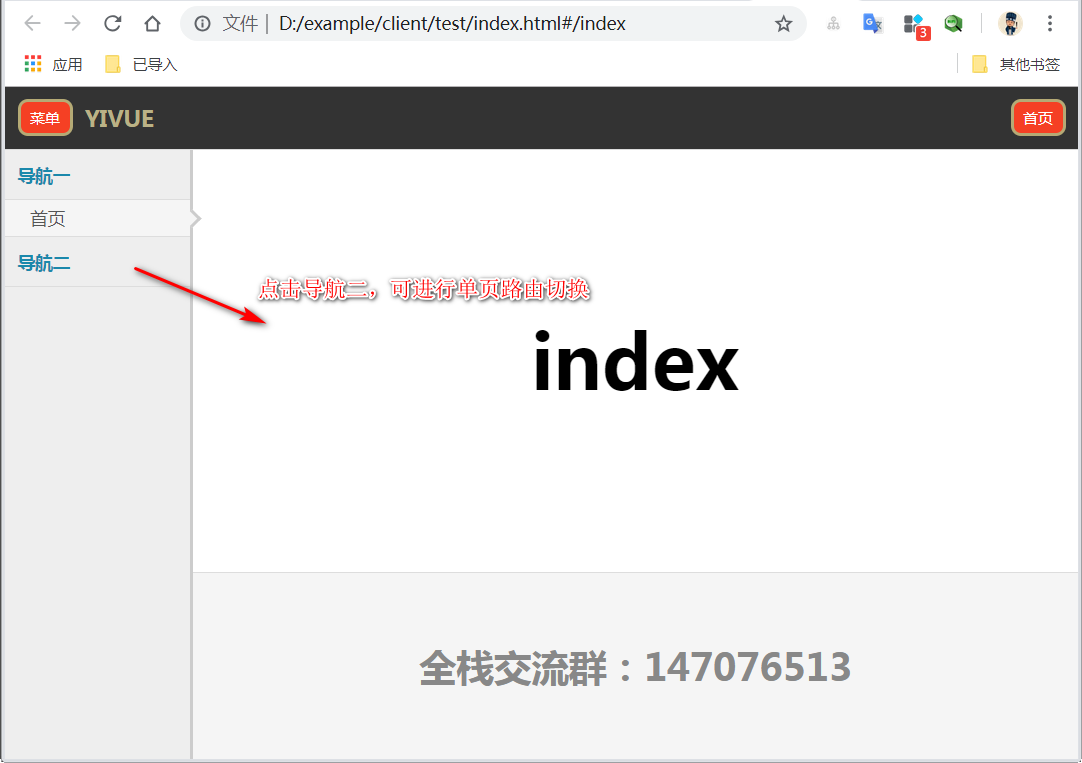 文件 | D:/example/client/test/index.html#/index
3
应用 已导入 其他书签
菜单 YIVUE 首页
导航一
首页
导航二
点击导航二，可进行单页路由切换
index
全栈交流群：147076513